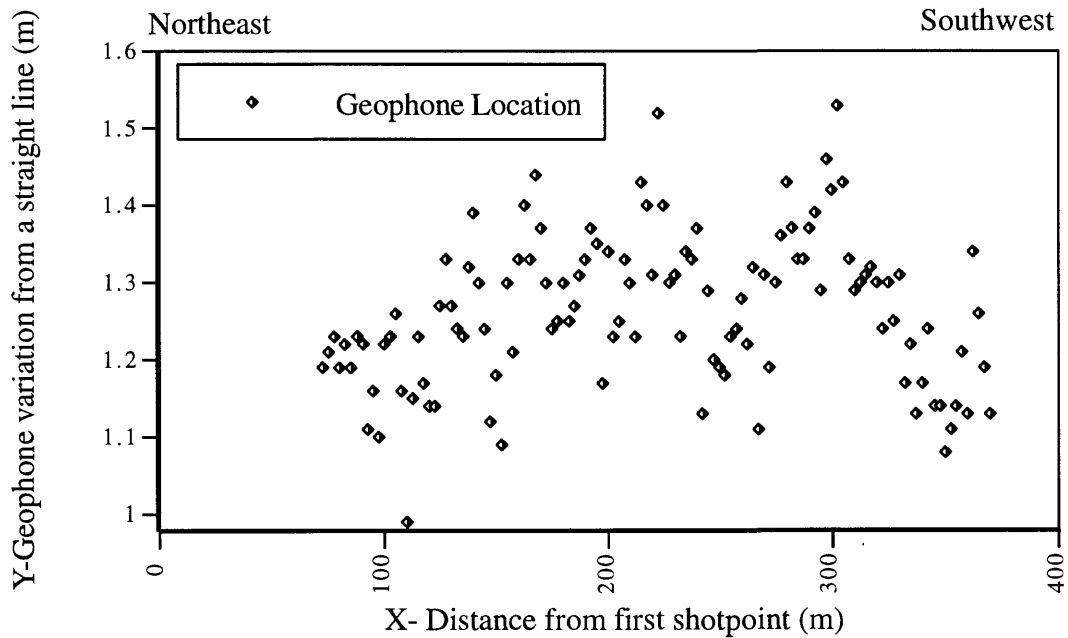 Northeast
Southwest
Y-Geophone variation from a straight line (m)
1.6
1.5
1.4
1.3
1.2
1.1
1
Geophone Location
0
100
200
300
400
X- Distance from first shotpoint (m)